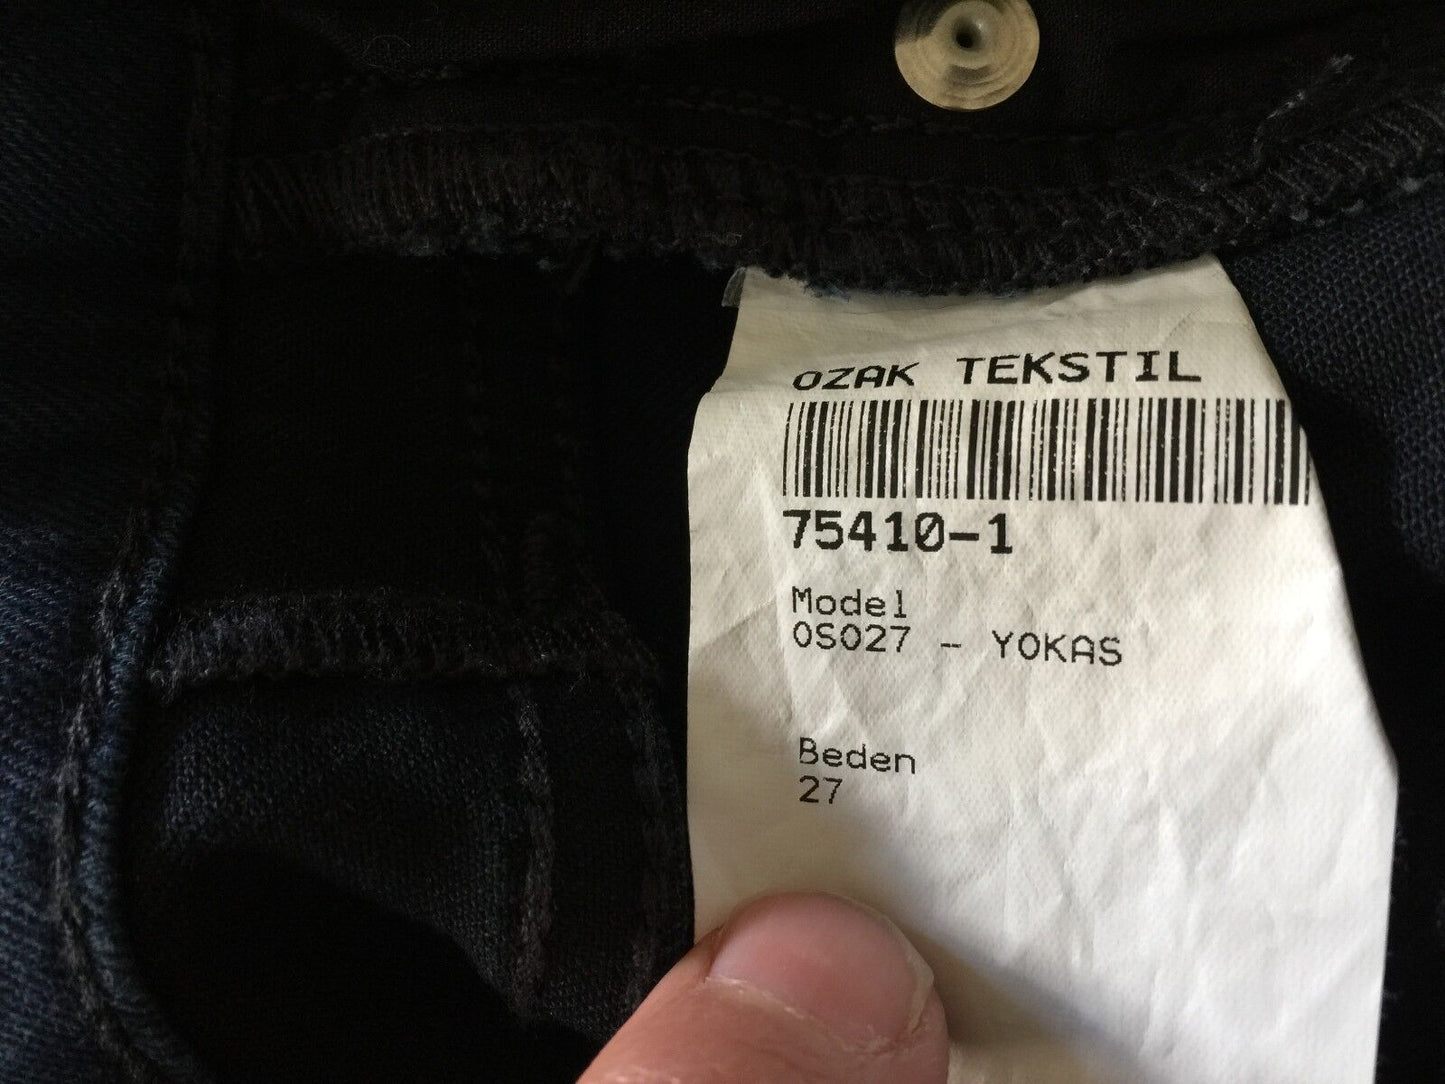 OZAK TEKSTIL
75410-1
Model
OS027 - YOKAS
Beden
27